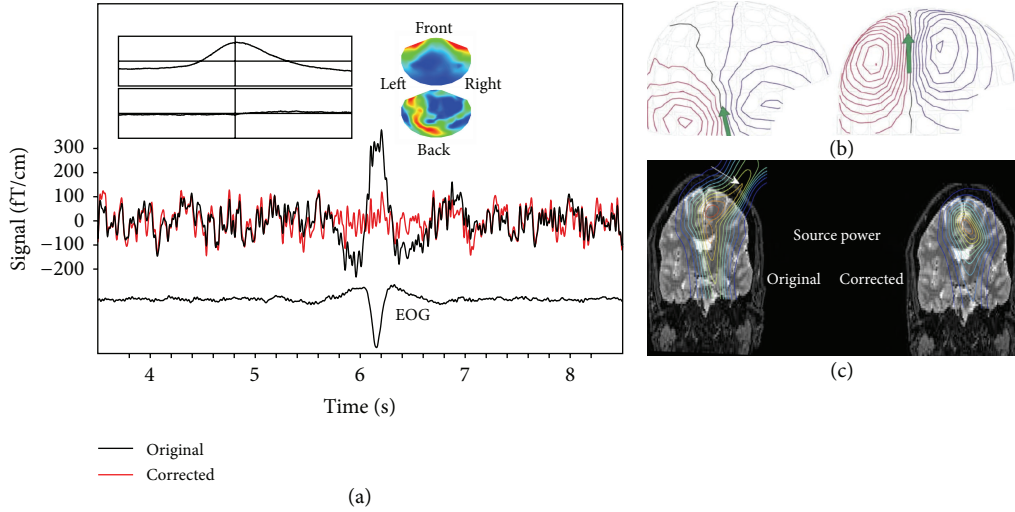 Front
Left Right
Back
Signal (fT/cm)
300
200
100
0
−100
−200
EOG
4 5 6 7 8
Time (s)
Original
Corrected
(a)
(b)
Source power
Original Corrected
(c)